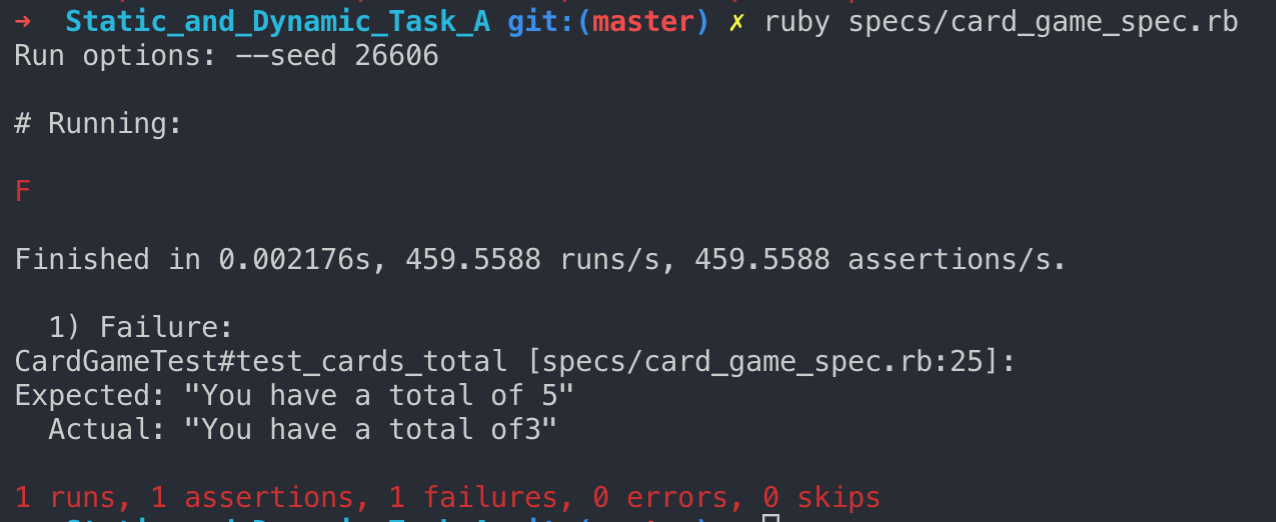 ➜ Static_and_Dynamic_Task_A git:(master) ✗ ruby specs/card_game_spec.rb
Run options: --seed 26606
# Running:
F
Finished in 0.002176s, 459.5588 runs/s, 459.5588 assertions/s.
1) Failure:
CardGameTest#test_cards_total [specs/card_game_spec.rb:25]:
Expected: "You have a total of 5"
Actual: "You have a total of3"
1 runs, 1 assertions, 1 failures, 0 errors, 0 skips